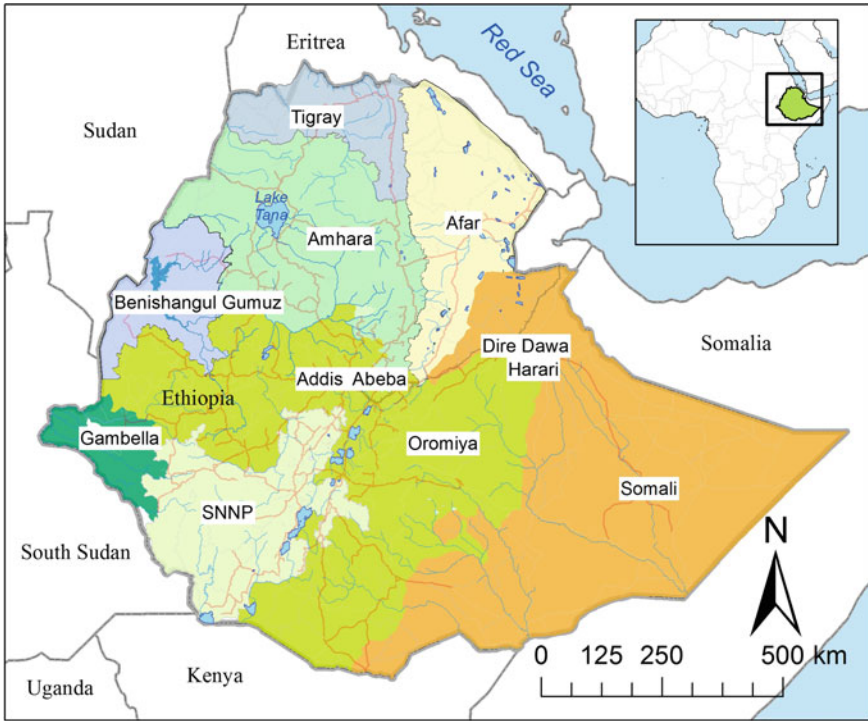 Eritrea
Red Sea
Sudan
Tigray
Lake
Tana
Afar
Amhara
Benishangul Gumuz
Somalia
Dire Dawa
Harari
Addis Abeba
Ethiopia
Gambella
Oromiya
Somali
SNNP
South Sudan
N
Kenya
Uganda
0 125 250 500 km